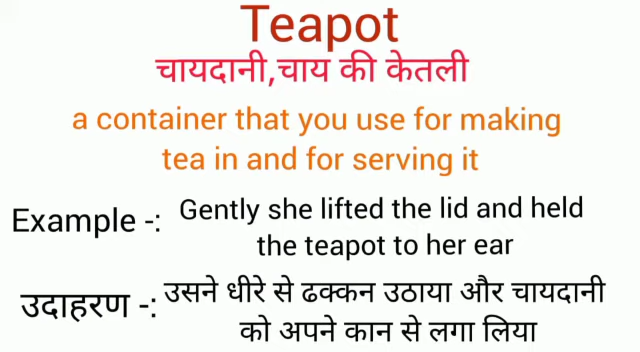 Teapot
चायदानी,चाय की केतली
a container that you use for making
tea in and for serving it
Example -: Gently she lifted the lid and held
the teapot to her ear
उदाहरण -: उसने धीरे से ढक्कन उठाया और चायदानी
को अपने कान से लगा लिया